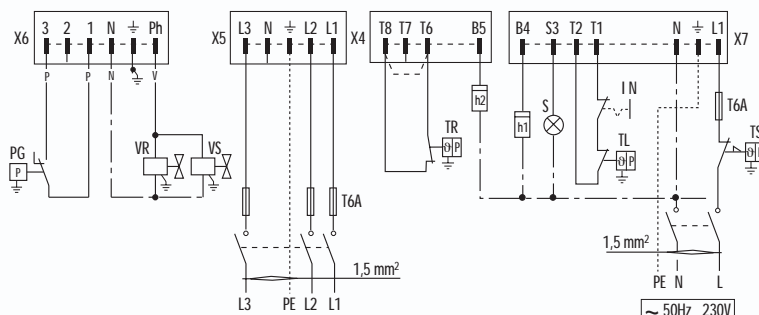 X6
3 2 1 N Ph
P P N V
PG
P
VR
VS
X5
L3 N L2 L1
T6A
1,5 mm²
L3 PE L2 L1
X4
T8 T7 T6 B5
TR
ϑ P
h2
X7
B4 S3 T2 T1 N L1
h1
S
I N
TL
ϑ P
T6A
TS
ϑ
1,5 mm²
PE N L
~ 50Hz 230V